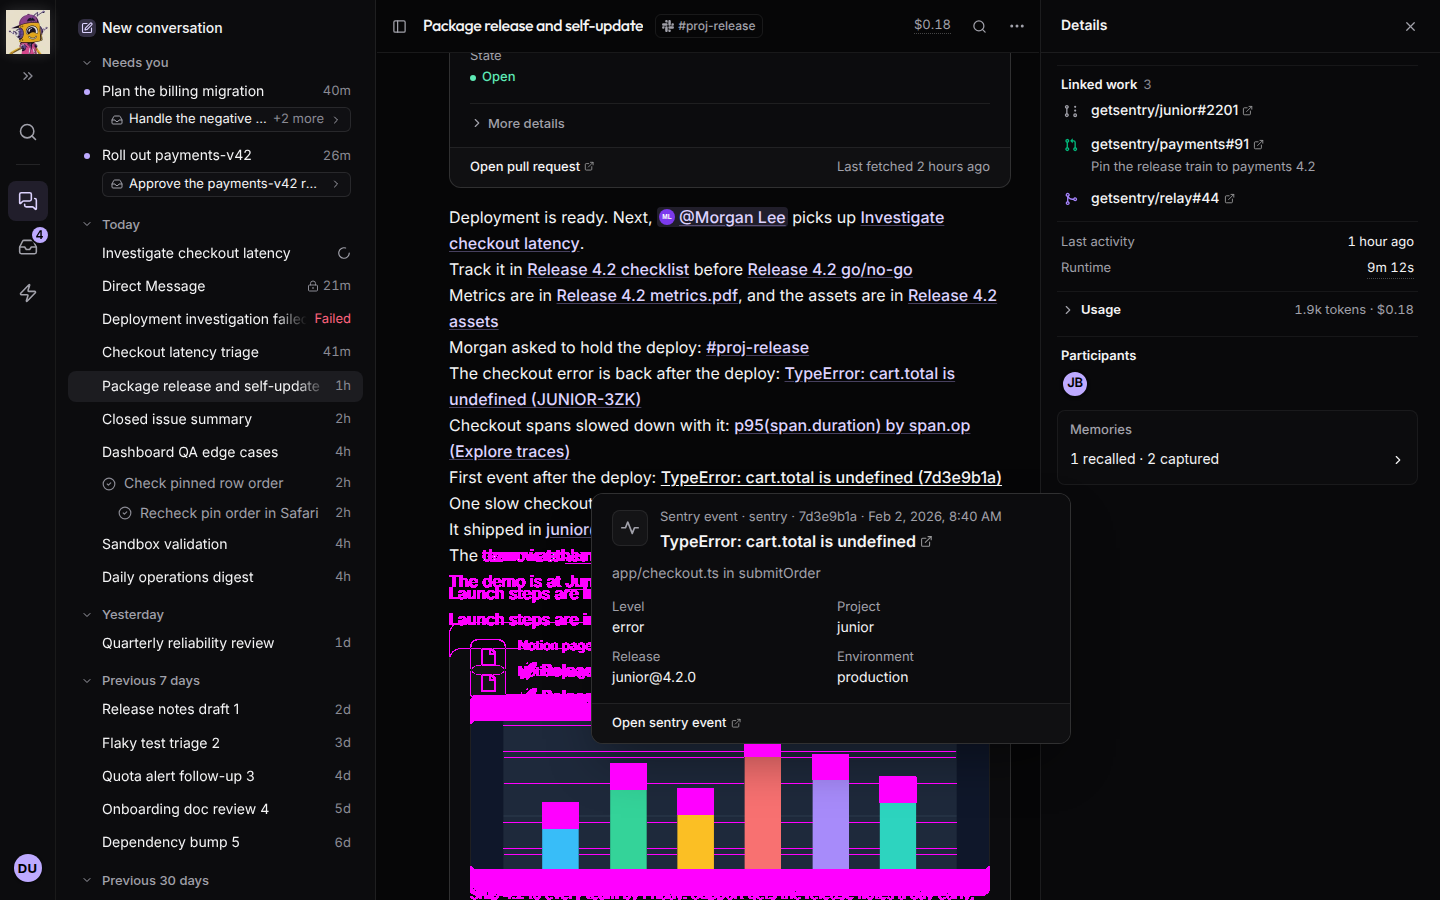 New conversation
Needs you
Plan the billing migration 40m
Handle the negative ... +2 more
Roll out payments-v42 26m
Approve the payments-v42 r...
Today
Investigate checkout latency
Direct Message 21m
Deployment investigation failed Failed
Checkout latency triage 41m
Package release and self-update 1h
Closed issue summary 2h
Dashboard QA edge cases 4h
Check pinned row order 2h
Recheck pin order in Safari 2h
Sandbox validation 4h
Daily operations digest 4h
Yesterday
Quarterly reliability review 1d
Previous 7 days
Release notes draft 1 2d
Flaky test triage 2 3d
Quota alert follow-up 3 4d
Onboarding doc review 4 5d
Dependency bump 5 6d
Previous 30 days
4
DU
Package release and self-update #proj-release $0.18
State
Open
More details
Open pull request Last fetched 2 hours ago
Deployment is ready. Next, ML @Morgan Lee picks up Investigate
checkout latency.
Track it in Release 4.2 checklist before Release 4.2 go/no-go
Metrics are in Release 4.2 metrics.pdf, and the assets are in Release 4.2
assets
Morgan asked to hold the deploy: #proj-release
The checkout error is back after the deploy: TypeError: cart.total is
undefined (JUNIOR-3ZK)
Checkout spans slowed down with it: p95(span.duration) by span.op
(Explore traces)
First event after the deploy: TypeError: cart.total is undefined (7d3e9b1a)
One slow checkout
It shipped in junior
The
The demo is at Jun
Launch steps are i
Launch steps are i
Notion page
Sentry event · sentry · 7d3e9b1a · Feb 2, 2026, 8:40 AM
TypeError: cart.total is undefined
app/checkout.ts in submitOrder
Level Project
error junior
Release Environment
junior@4.2.0 production
Open sentry event
Details
Linked work 3
getsentry/junior#2201
getsentry/payments#91
Pin the release train to payments 4.2
getsentry/relay#44
Last activity 1 hour ago
Runtime 9m 12s
Usage 1.9k tokens · $0.18
Participants
JB
Memories
1 recalled · 2 captured